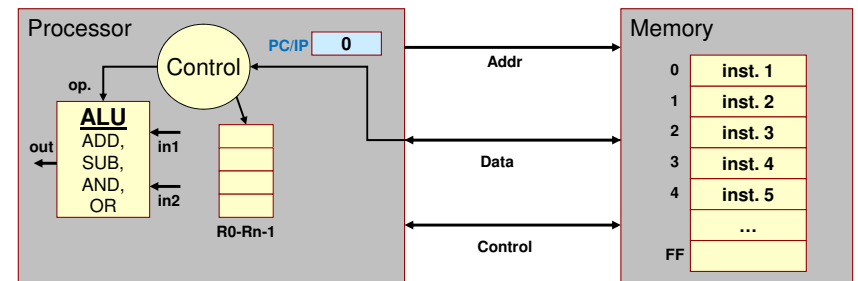 Processor
PC/IP 0
Control
op.
ALU
ADD,
SUB,
AND,
OR
out
in1
in2
R0-Rn-1
Addr
Data
Control
Memory
0 inst. 1
1 inst. 2
2 inst. 3
3 inst. 4
4 inst. 5
…
FF